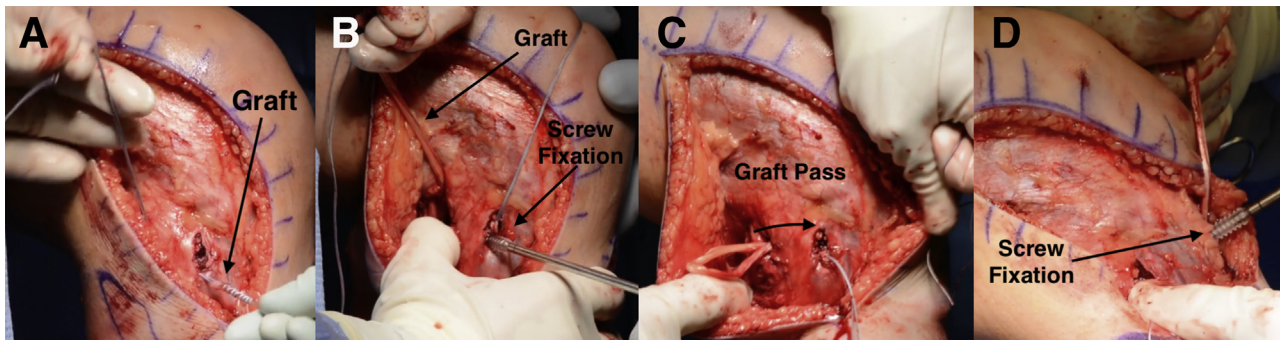 A
Graft
B
Graft
Screw
Fixation
C
Graft Pass
D
Screw
Fixation